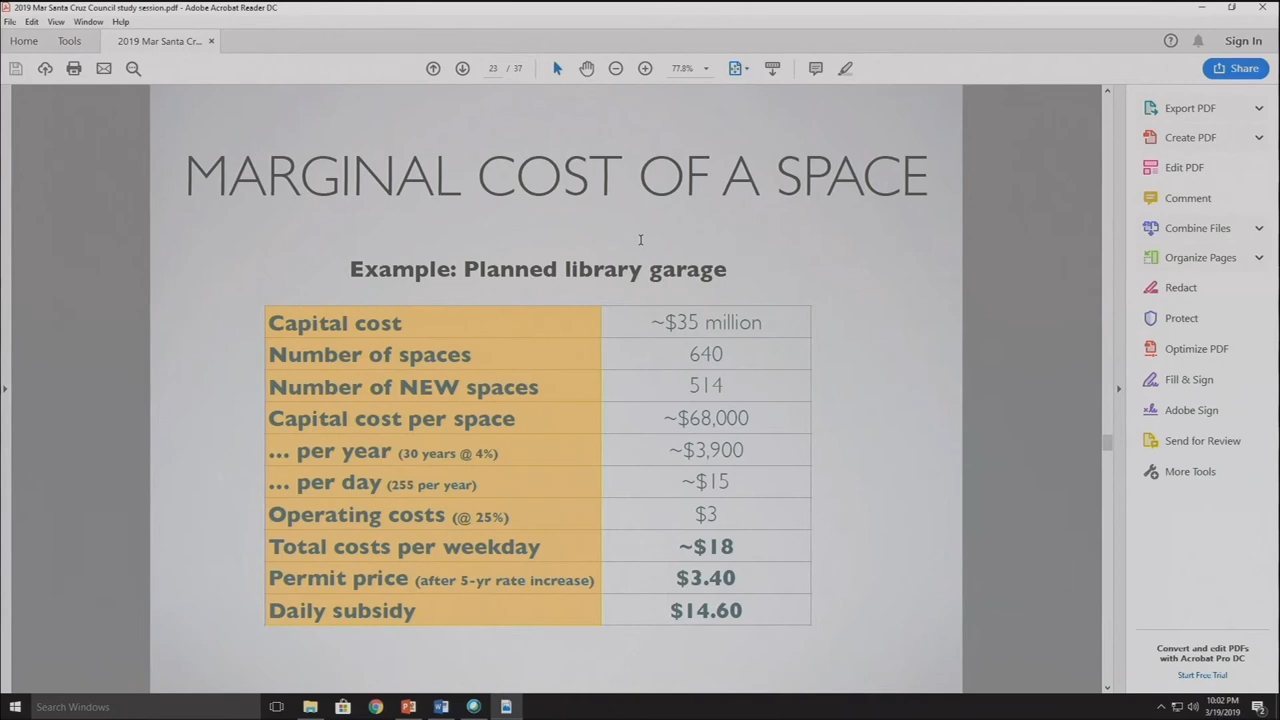 2019 Mar Santa Cruz Council study session.pdf - Adobe Acrobat Reader DC
File Edit View Window Help
Home Tools 2019 Mar Santa Cr... × Sign In
23 / 37 77.8% Share
MARGINAL COST OF A SPACE
Example: Planned library garage
Capital cost ~$35 million
Number of spaces 640
Number of NEW spaces 514
Capital cost per space ~$68,000
... per year (30 years @ 4%) ~$3,900
... per day (255 per year) ~$15
Operating costs (@ 25%) $3
Total costs per weekday ~$18
Permit price (after 5-yr rate increase) $3.40
Daily subsidy $14.60
Export PDF
Create PDF
Edit PDF
Comment
Combine Files
Organize Pages
Redact
Protect
Optimize PDF
Fill & Sign
Adobe Sign
Send for Review
More Tools
Convert and edit PDFs
with Acrobat Pro DC
Start Free Trial
Search Windows
10:02 PM
3/19/2019
2